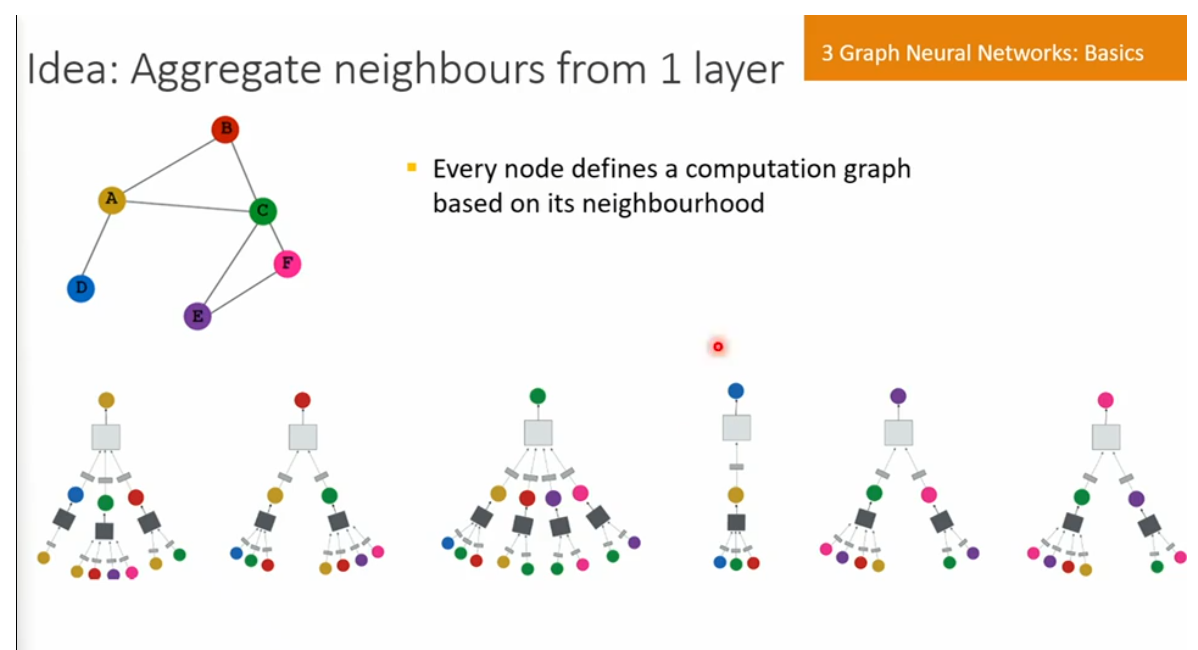 3 Graph Neural Networks: Basics
Idea: Aggregate neighbours from 1 layer
Every node defines a computation graph
based on its neighbourhood
B
A
C
F
D
E